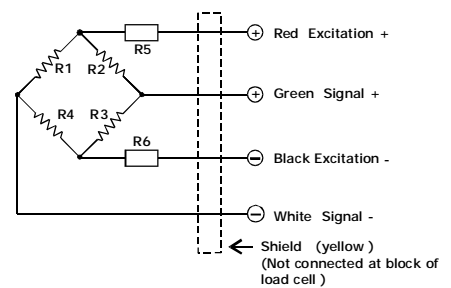 R5
Red Excitation +
R1
R2
Green Signal +
R4
R3
R6
Black Excitation -
White Signal -
Shield (yellow)
(Not connected at block of
load cell)